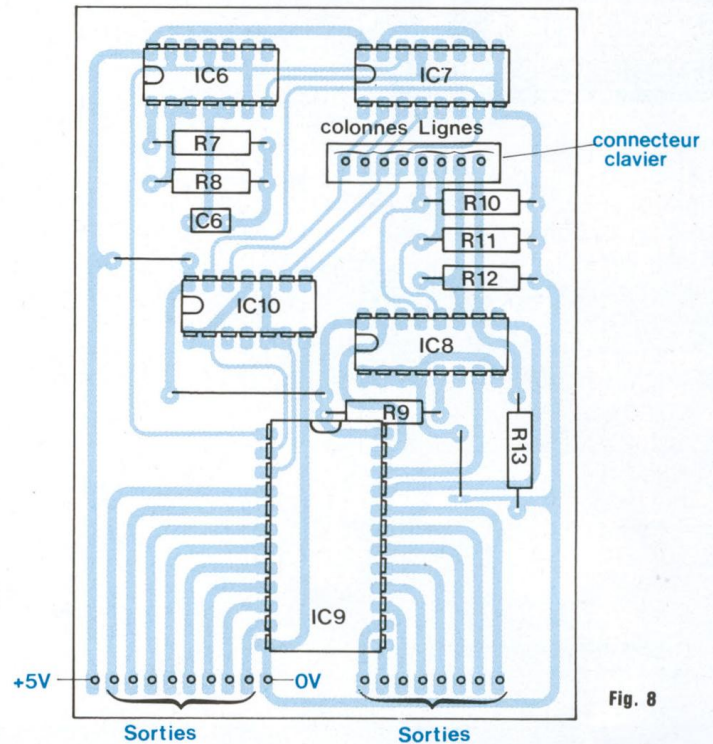 IC6
IC7
colonnes Lignes
connecteur
clavier
R7
R8
C6
R10
R11
R12
IC10
IC8
R9
R13
IC9
+5V
0V
Sorties
Sorties
Fig. 8